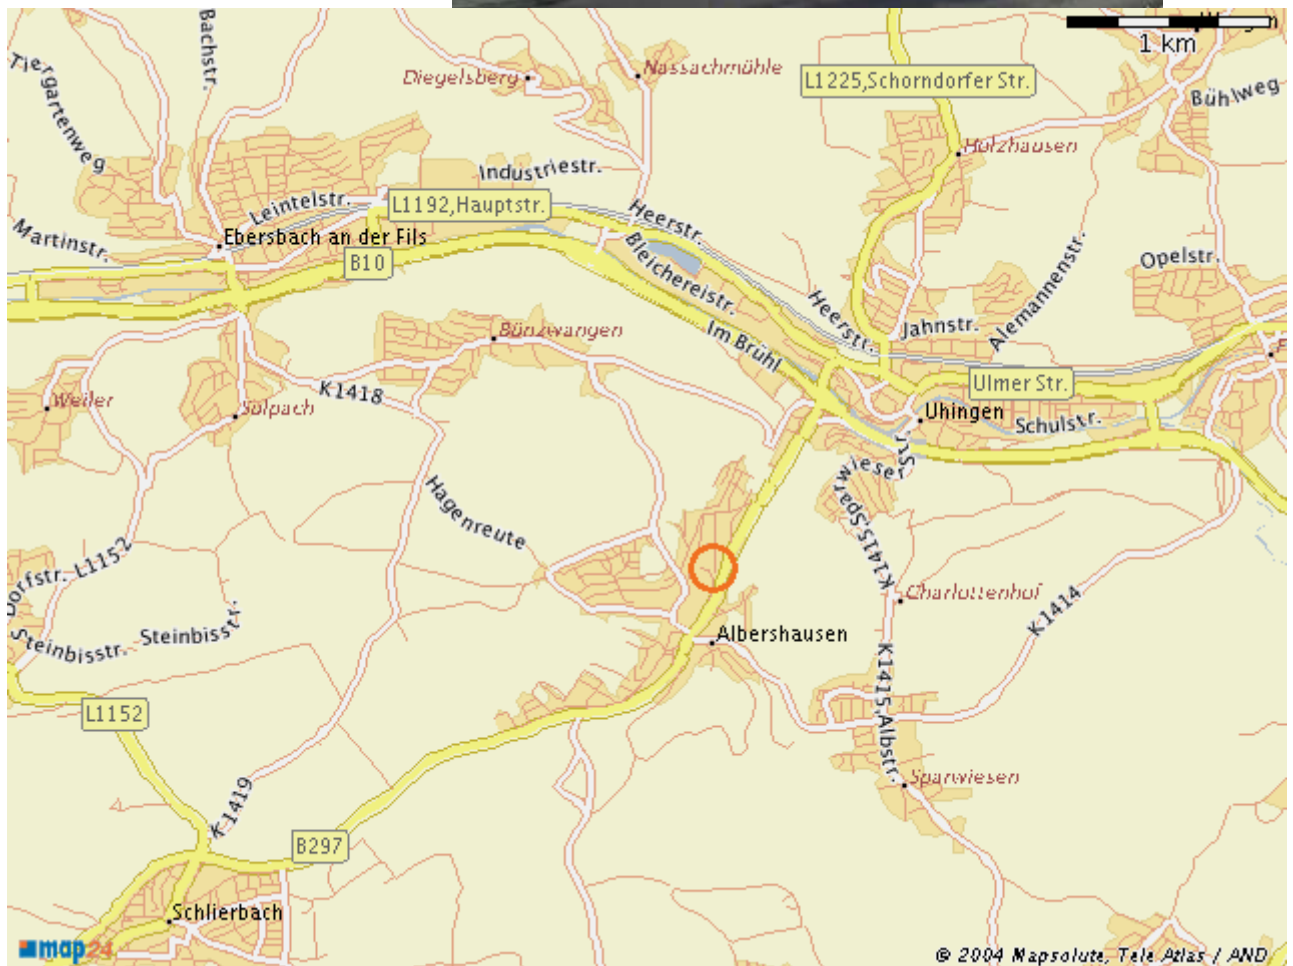 1 km
Bachstr.
Tiergartenweg
Diegelsberg
Nassachmühle
L1225,Schorndorfer Str.
Bühlweg
Holzhausen
Industriestr.
Leintelstr.
L1192,Hauptstr.
Heerstr.
Martinstr.
Ebersbach an der Fils
B10
Bleichereistr.
Alemannenstr.
Opelstr.
Heerstr.
Jahnstr.
Bünzwangen
Im Brühl
K1418
Ulmer Str.
Weiler
Sulpach
Uhingen
Schulstr.
K1415,Sparwieser Str.
Hagenreute
Dorfstr.
L1152
Charlottenhof
K1414
Steinbisstr.
Steinbisstr.
Albershausen
L1152
K1415,Albstr.
Sparwiesen
K1419
B297
Schlierbach
map24
© 2004 Mapsolute, Tele Atlas / AND